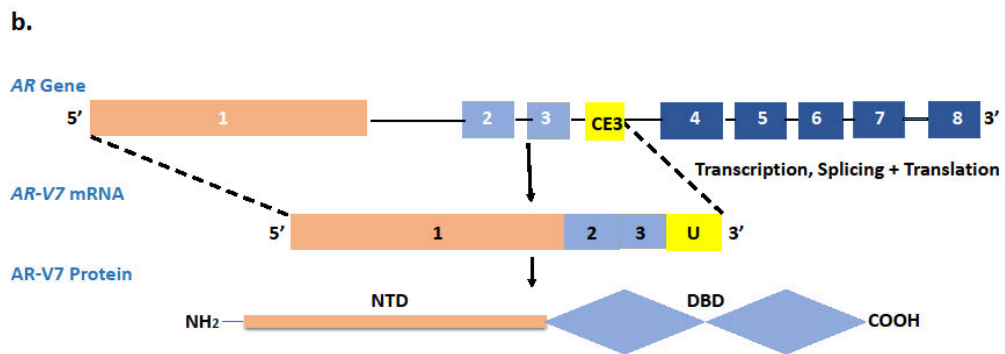 b.
AR Gene
5’ 1 2 3 CE3 4 5 6 7 8 3’
Transcription, Splicing + Translation
AR-V7 mRNA
5’ 1 2 3 U 3’
AR-V7 Protein
NTD DBD
NH2 COOH